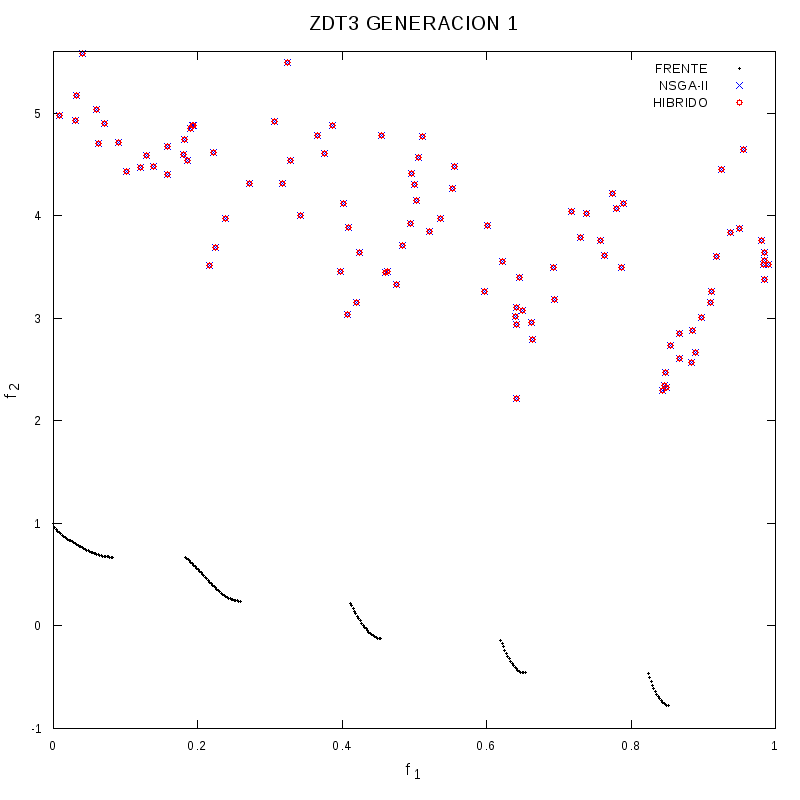 ZDT3 GENERACION 1
FRENTE
NSGA-II
HIBRIDO
5
4
3
2
1
0
-1
f2
0 0.2 0.4 0.6 0.8 1
f1